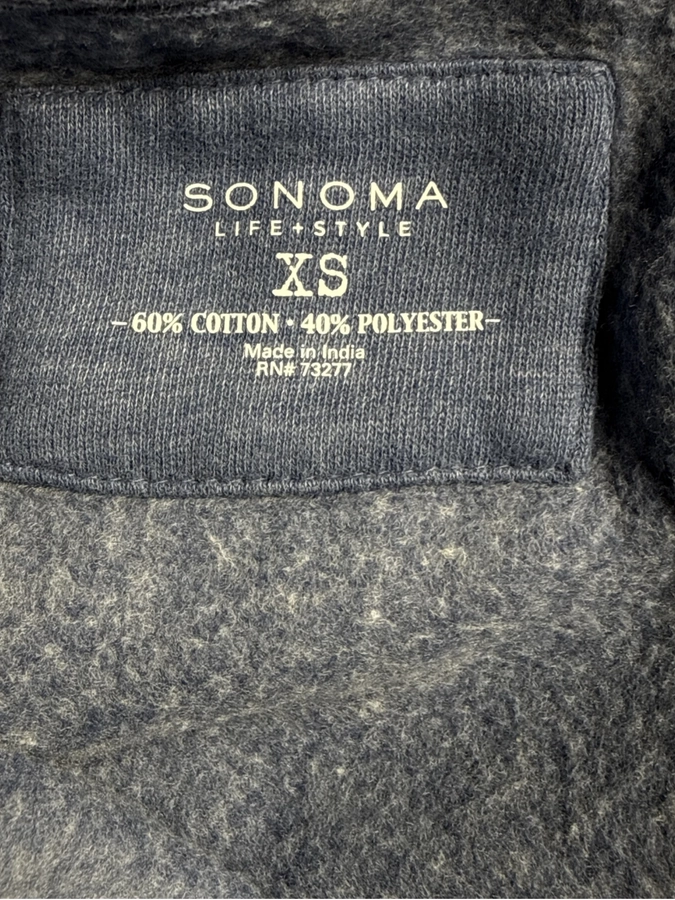 SONOMA
LIFE+STYLE
XS
-60% COTTON • 40% POLYESTER-
Made in India
RN# 73277